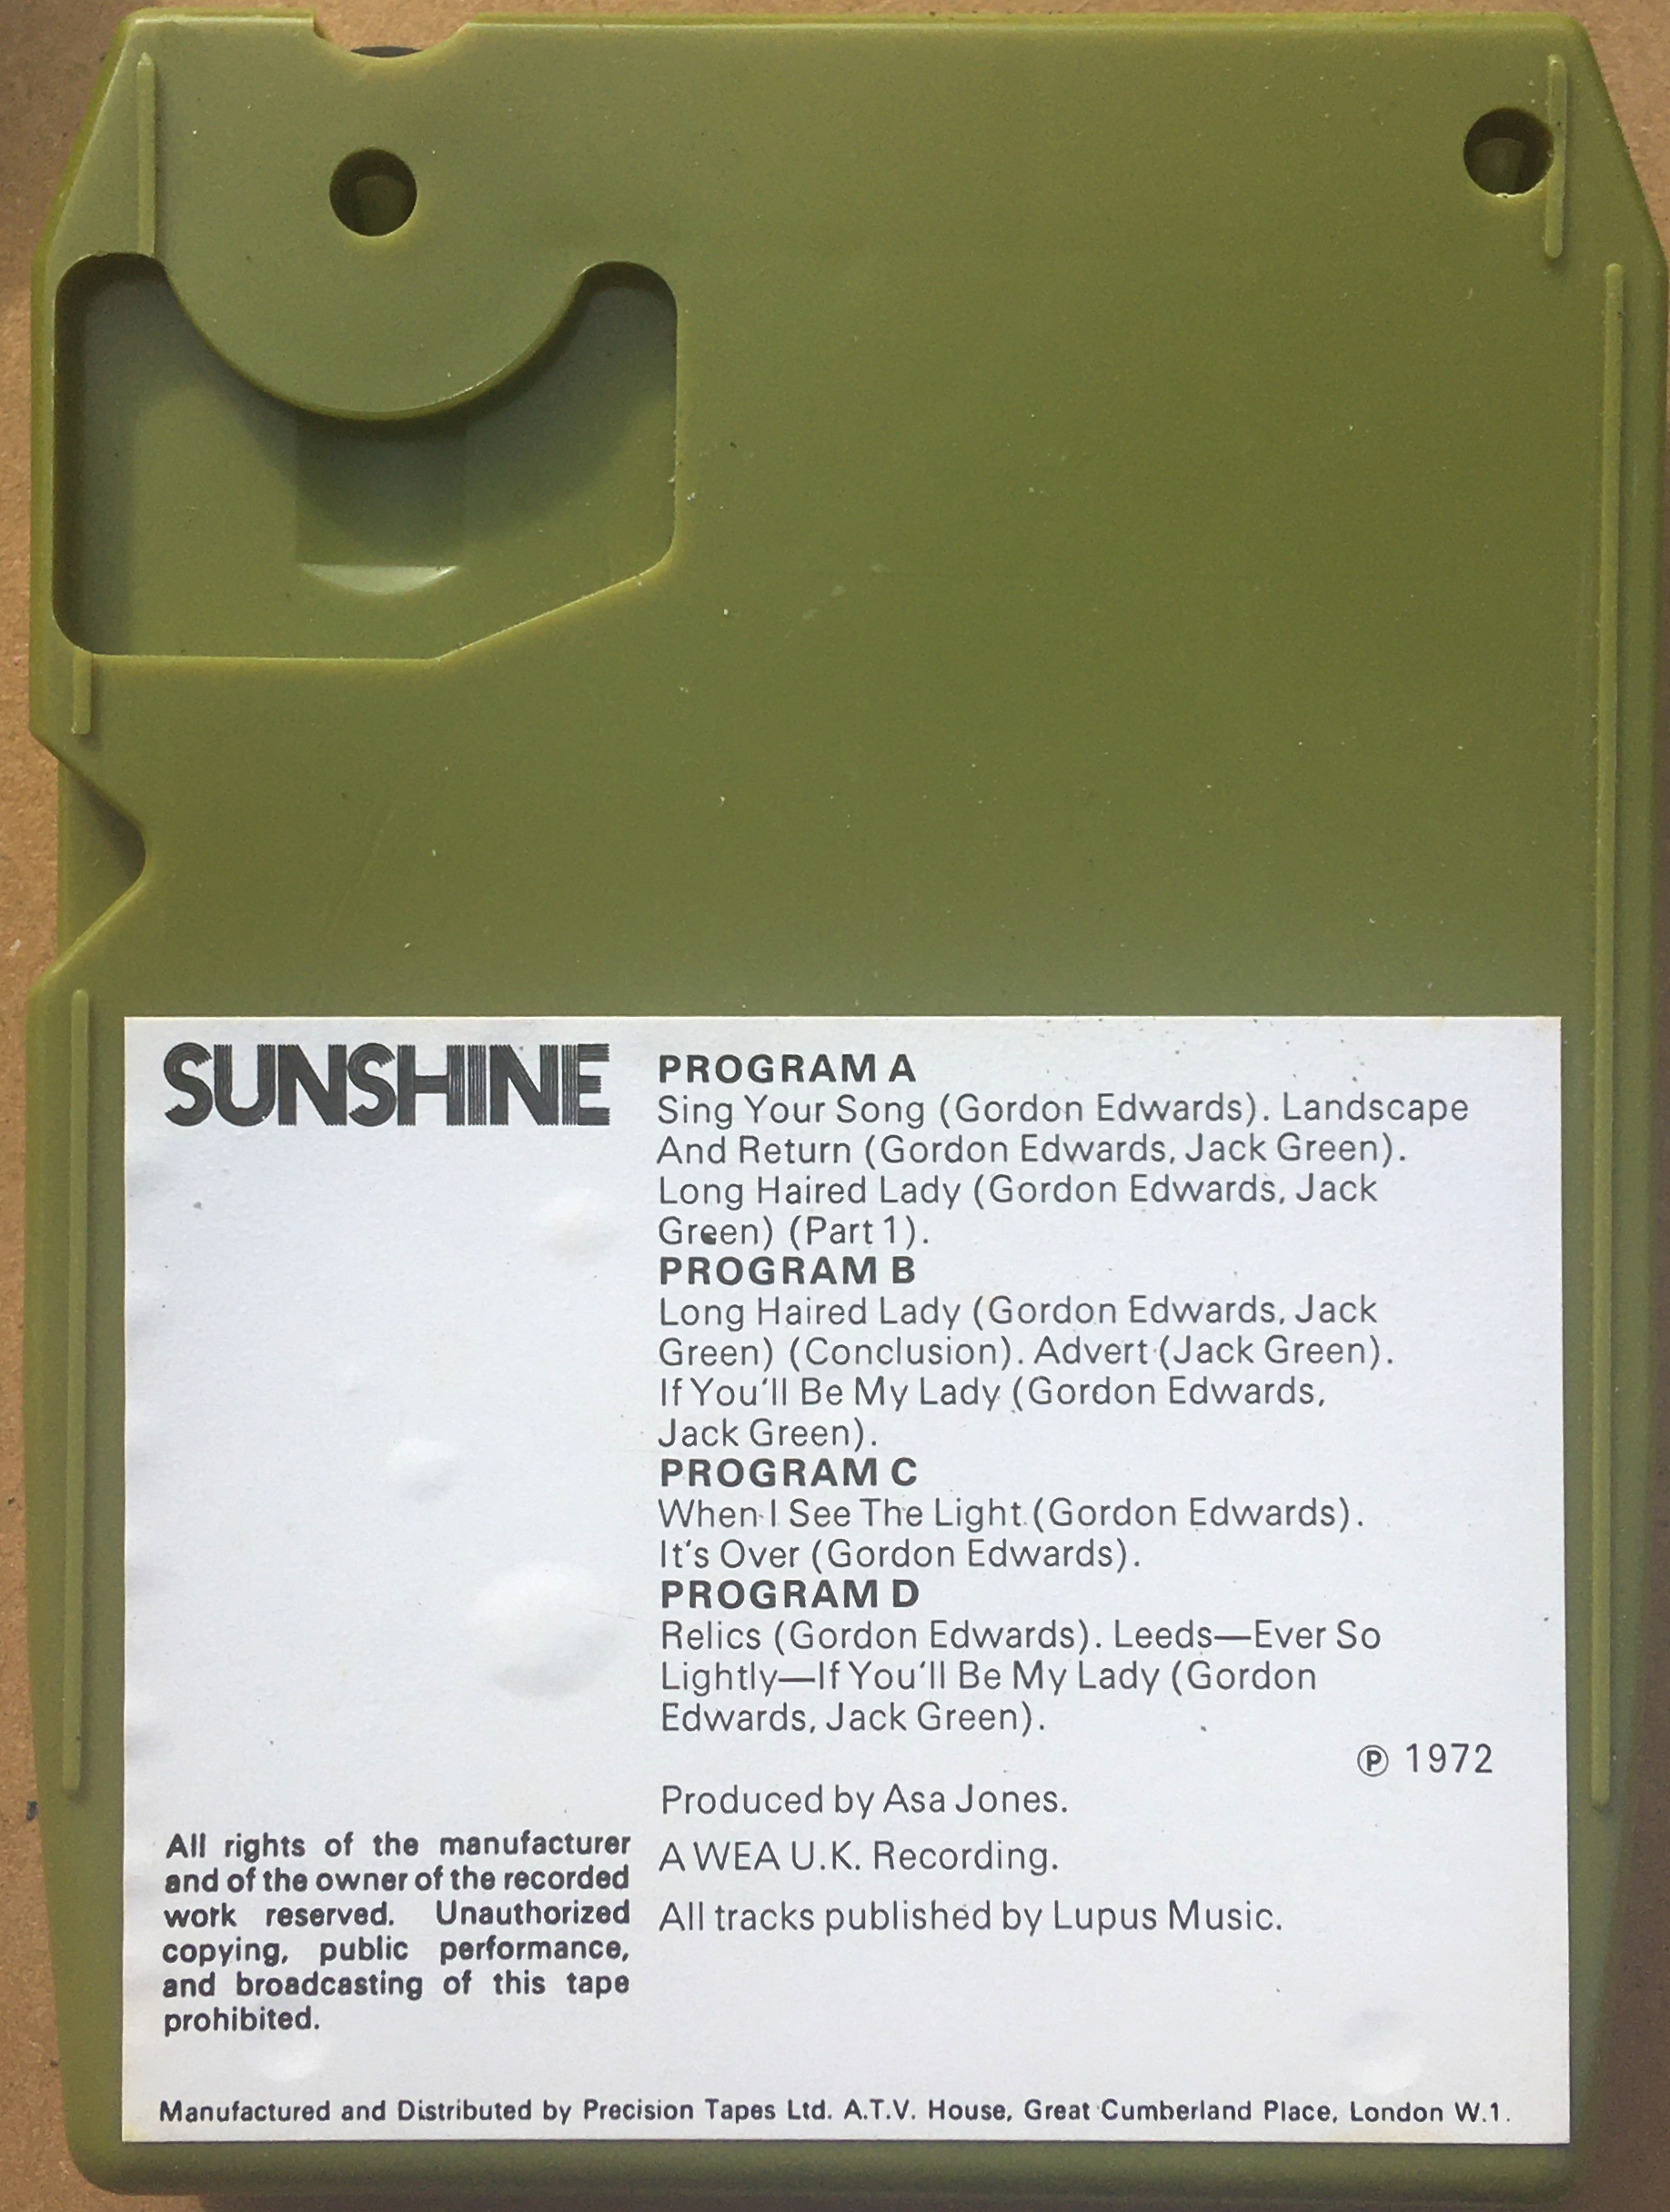 SUNSHINE
PROGRAM A
Sing Your Song (Gordon Edwards). Landscape
And Return (Gordon Edwards, Jack Green).
Long Haired Lady (Gordon Edwards, Jack
Green) (Part 1).
PROGRAM B
Long Haired Lady (Gordon Edwards, Jack
Green) (Conclusion). Advert (Jack Green).
If You'll Be My Lady (Gordon Edwards,
Jack Green).
PROGRAM C
When I See The Light (Gordon Edwards).
It's Over (Gordon Edwards).
PROGRAM D
Relics (Gordon Edwards). Leeds—Ever So
Lightly—If You'll Be My Lady (Gordon
Edwards, Jack Green).
℗ 1972
Produced by Asa Jones.
A WEA U.K. Recording.
All tracks published by Lupus Music.
All rights of the manufacturer
and of the owner of the recorded
work reserved. Unauthorized
copying, public performance,
and broadcasting of this tape
prohibited.
Manufactured and Distributed by Precision Tapes Ltd. A.T.V. House, Great Cumberland Place, London W.1.